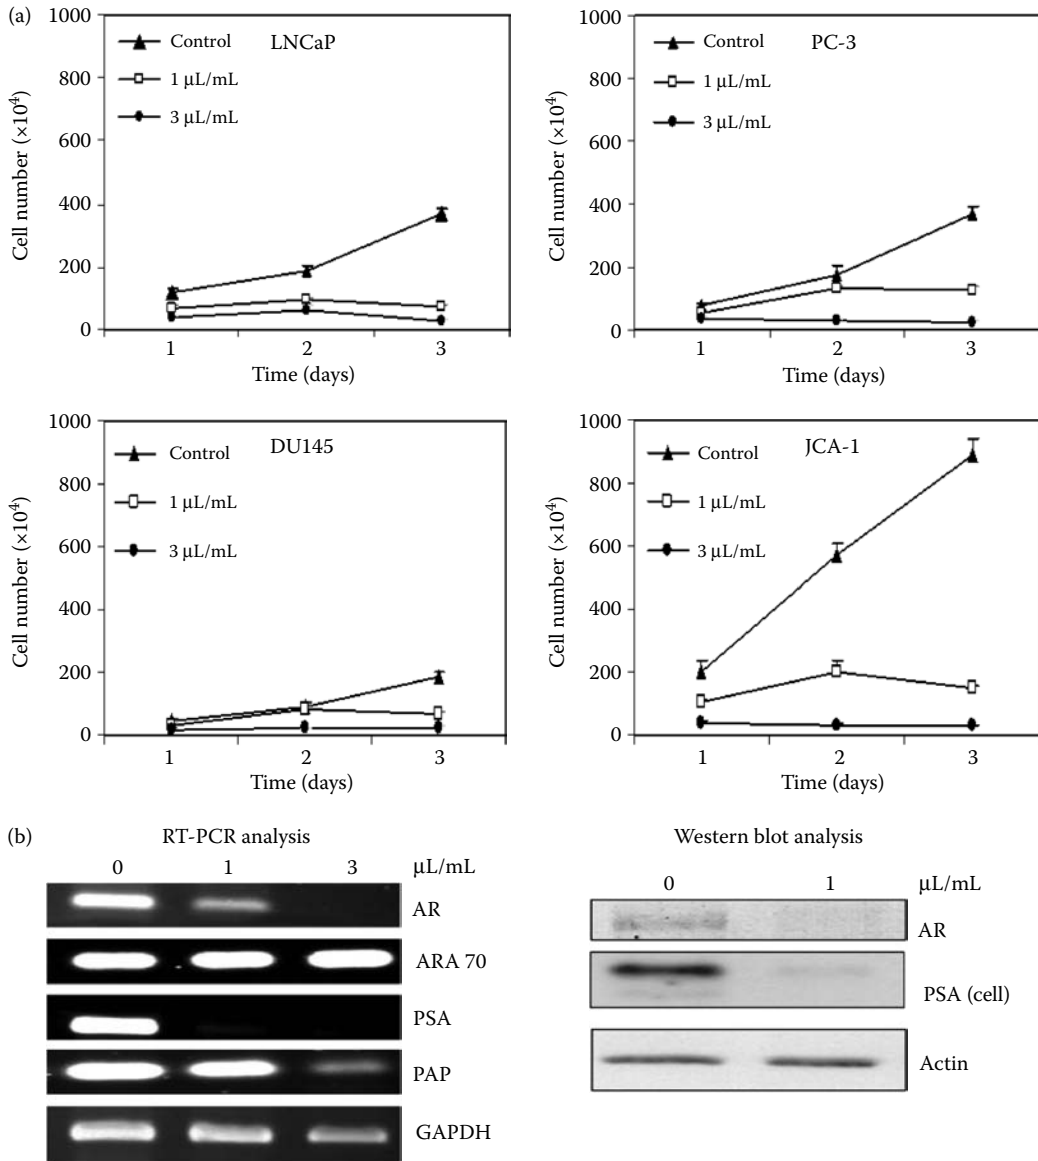 (a)
LNCaP
Control
1 µL/mL
3 µL/mL
Cell number (×10⁴)
1000
800
600
400
200
0
1 2 3
Time (days)
PC-3
Control
1 µL/mL
3 µL/mL
Cell number (×10⁴)
1000
800
600
400
200
0
1 2 3
Time (days)
DU145
Control
1 µL/mL
3 µL/mL
Cell number (×10⁴)
1000
800
600
400
200
0
1 2 3
Time (days)
JCA-1
Control
1 µL/mL
3 µL/mL
Cell number (×10⁴)
1000
800
600
400
200
0
1 2 3
Time (days)
(b)
RT-PCR analysis
0 1 3 µL/mL
AR
ARA 70
PSA
PAP
GAPDH
Western blot analysis
0 1 µL/mL
AR
PSA (cell)
Actin